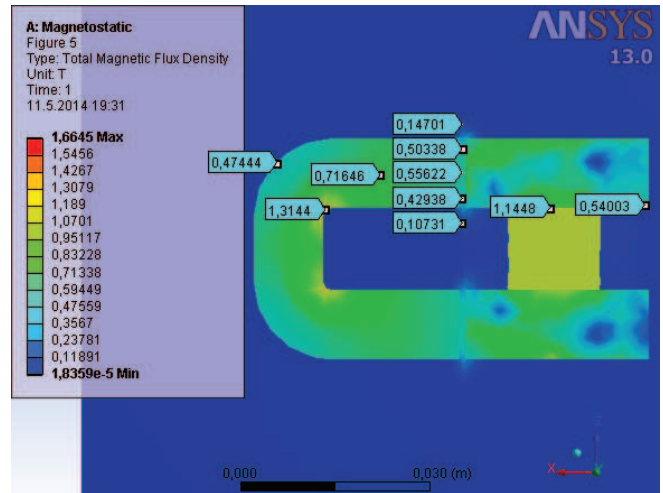 A: Magnetostatic
Figure 5
Type: Total Magnetic Flux Density
Unit: T
Time: 1
11.5.2014 19:31
1,6645 Max
1,5456
1,4267
1,3079
1,189
1,0701
0,95117
0,83228
0,71338
0,59449
0,47559
0,3567
0,23781
0,11891
1,8359e-5 Min
ANSYS
13.0
0,14701
0,50338
0,47444
0,55622
0,71646
0,42938
1,3144
1,1448
0,54003
0,10731
0,000
0,030 (m)
Z
X
Y